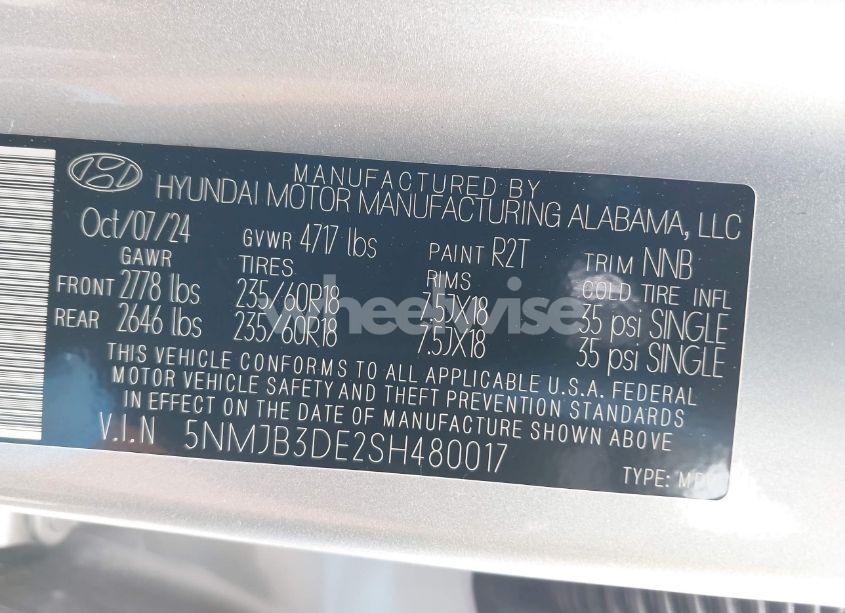 MANUFACTURED BY
HYUNDAI MOTOR MANUFACTURING ALABAMA, LLC
Oct/07/24 GVWR 4717 lbs PAINT R2T TRIM NNB
GAWR TIRES RIMS COLD TIRE INFL
FRONT 2778 lbs 235/60R18 7.5JX18 35 psi SINGLE
REAR 2646 lbs 235/60R18 7.5JX18 35 psi SINGLE
wheelwise
THIS VEHICLE CONFORMS TO ALL APPLICABLE U.S.A. FEDERAL
MOTOR VEHICLE SAFETY AND THEFT PREVENTION STANDARDS
IN EFFECT ON THE DATE OF MANUFACTURE SHOWN ABOVE
V.I.N 5NMJB3DE2SH480017
TYPE: